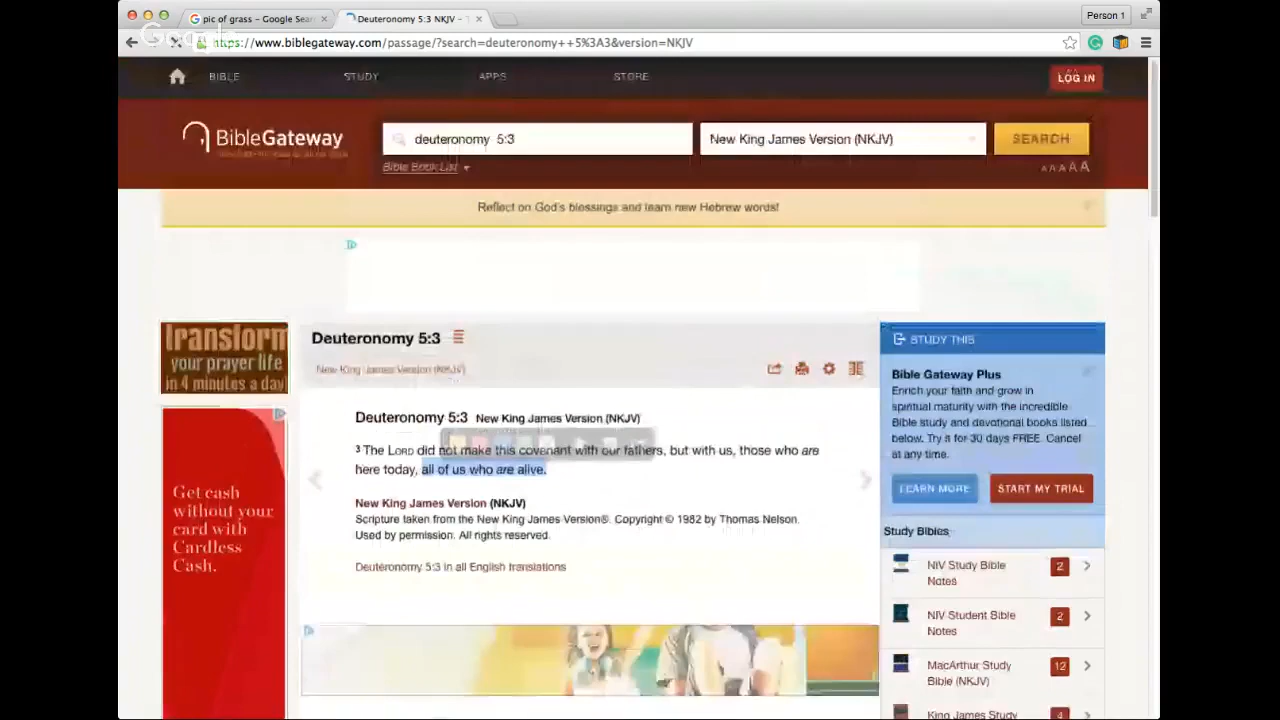 pic of grass - Google Sear
Deuteronomy 5:3 NKJV - T
Person 1
Google
https://www.biblegateway.com/passage/?search=deuteronomy++5%3A3&version=NKJV
BIBLE STUDY APPS STORE LOG IN
BibleGateway
deuteronomy 5:3
New King James Version (NKJV)
SEARCH
Bible Book List
A A A A
Reflect on God's blessings and learn new Hebrew words!
Transform
your prayer life
in 4 minutes a day
Get cash
without your
card with
Cardless
Cash.
Deuteronomy 5:3
New King James Version (NKJV)
Deuteronomy 5:3 New King James Version (NKJV)
3 The LORD did not make this covenant with our fathers, but with us, those who are
here today, all of us who are alive.
New King James Version (NKJV)
Scripture taken from the New King James Version®. Copyright © 1982 by Thomas Nelson.
Used by permission. All rights reserved.
Deuteronomy 5:3 in all English translations
STUDY THIS
Bible Gateway Plus
Enrich your faith and grow in
spiritual maturity with the incredible
Bible study and devotional books listed
below. Try it for 30 days FREE. Cancel
at any time.
LEARN MORE START MY TRIAL
Study Bibles
NIV Study Bible
Notes
2
NIV Student Bible
Notes
2
MacArthur Study
Bible (NKJV)
12
King James Study
4